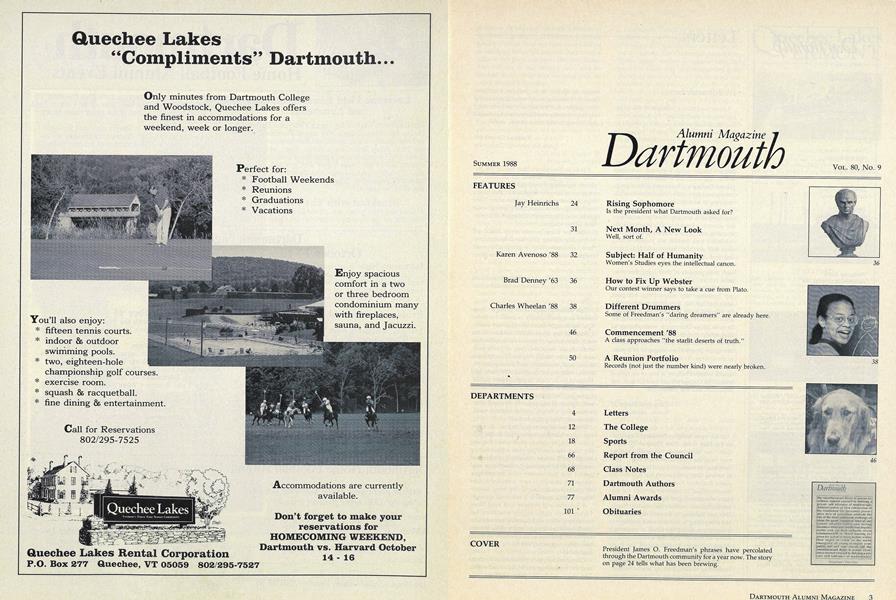 Quechee Lakes
"Compliments" Dartmouth...
Only minutes from Dartmouth College
and Woodstock, Quechee Lakes offers
the finest in accommodations for a
weekend, week or longer.
Perfect for:
* Football Weekends
* Reunions
* Graduations
* Vacations
Enjoy spacious
comfort in a two
or three bedroom
condominium many
with fireplaces,
sauna, and Jacuzzi.
You'll also enjoy:
* fifteen tennis courts.
* indoor & outdoor
swimming pools.
* two, eighteen-hole
championship golf courses.
* exercise room.
* squash & racquetball.
* fine dining & entertainment.
Call for Reservations
802/295-7525
Accommodations are currently
available.
Don't forget to make your
reservations for
HOMECOMING WEEKEND,
Dartmouth vs. Harvard October
14 - 16
Quechee Lakes
Quechee Lakes Rental Corporation
P.O. Box 277 Quechee, VT 05059 802/295-7527
Alumni Magazine
Dartmouth
SUMMER 1988
VOL. 80, NO. 9
FEATURES
Jay Heinrichs 24 Rising Sophomore
Is the president what Dartmouth asked for?
31 Next Month, A New Look
Well, sort of.
Karen Avenoso '88 32 Subject: Half of Humanity
Women's Studies eyes the intellectual canon.
Brad Denney '63 36 How to Fix Up Webster
Our contest winner says to take a cue from Plato.
Charles Wheelan '88 38 Different Drummers
Some of Freedman's "daring dreamers" are already here.
46 Commencement '88
A class approaches "the starlit deserts of truth."
50 A Reunion Portfolio
Records (not just the number kind) were nearly broken.
36
38
46
DEPARTMENTS
4 Letters
12 The College
18 Sports
66 Report from the Council
68 Class Notes
71 Dartmouth Authors
77 Alumni Awards
101 Obituaries
Dartmouth
COVER
President James O. Freedman's phrases have percolated
through the Dartmouth community for a year now. The story
on page 24 tells what has been brewing.
DARTMOUTH ALUMNI MAGAZINE 3